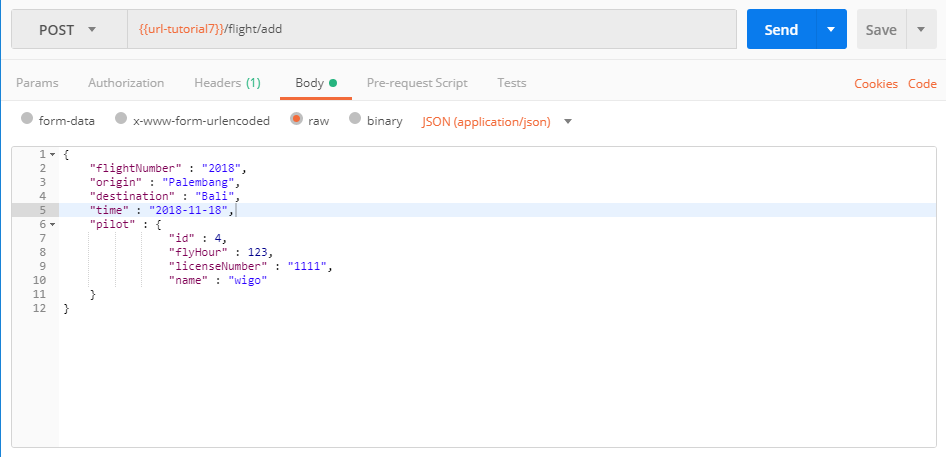 POST {{url-tutorial7}}/flight/add Send Save
Params Authorization Headers (1) Body Pre-request Script Tests Cookies Code
form-data x-www-form-urlencoded raw binary JSON (application/json)
1 {
2 "flightNumber" : "2018",
3 "origin" : "Palembang",
4 "destination" : "Bali",
5 "time" : "2018-11-18",
6 "pilot" : {
7 "id" : 4,
8 "flyHour" : 123,
9 "licenseNumber" : "1111",
10 "name" : "wigo"
11 }
12 }